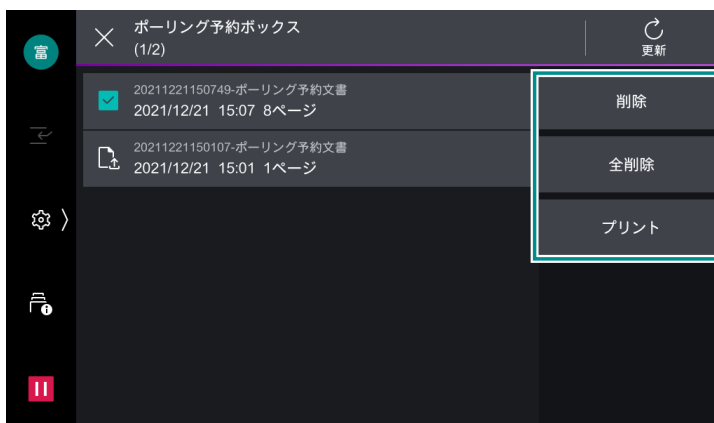 富
ポーリング予約ボックス
(1/2)
更新
20211221150749-ポーリング予約文書
2021/12/21 15:07 8ページ
20211221150107-ポーリング予約文書
2021/12/21 15:01 1ページ
削除
全削除
プリント